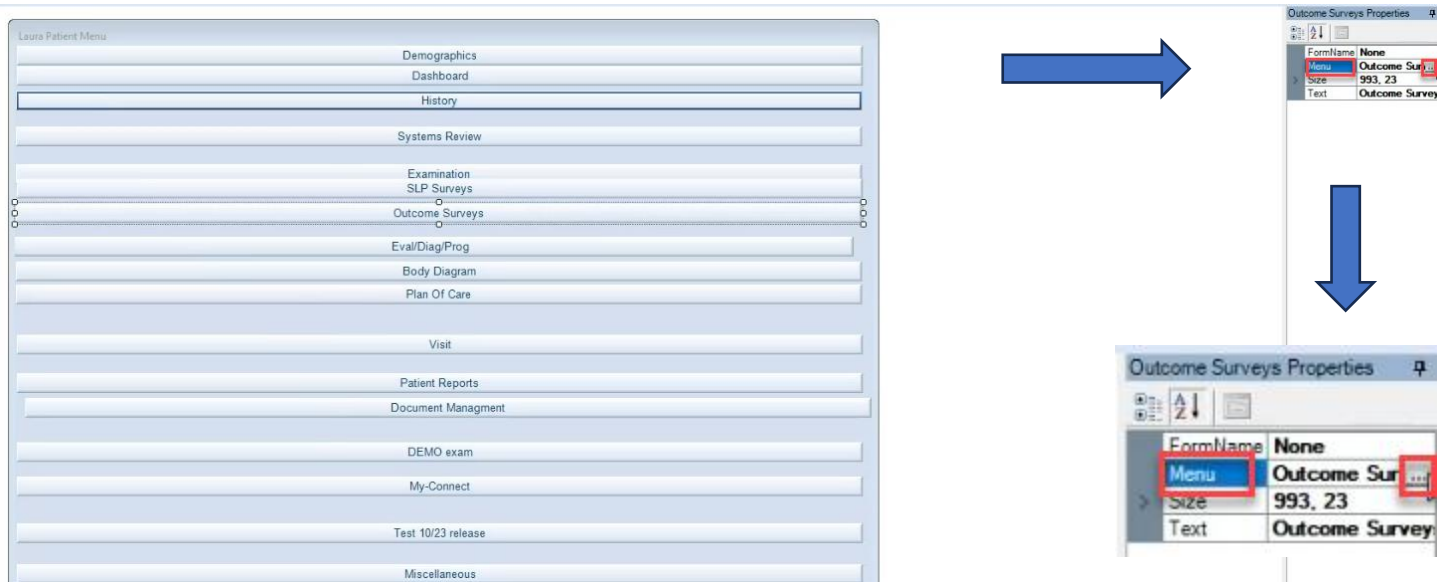 Laura Patient Menu
Demographics
Dashboard
History
Systems Review
Examination
SLP Surveys
Outcome Surveys
Eval/Diag/Prog
Body Diagram
Plan Of Care
Visit
Patient Reports
Document Managment
DEMO exam
My-Connect
Test 10/23 release
Miscellaneous
Outcome Surveys Properties
FormName None
Menu Outcome Sur ...
Size 993, 23
Text Outcome Survey
Outcome Surveys Properties
FormName None
Menu Outcome Sur ...
Size 993, 23
Text Outcome Survey